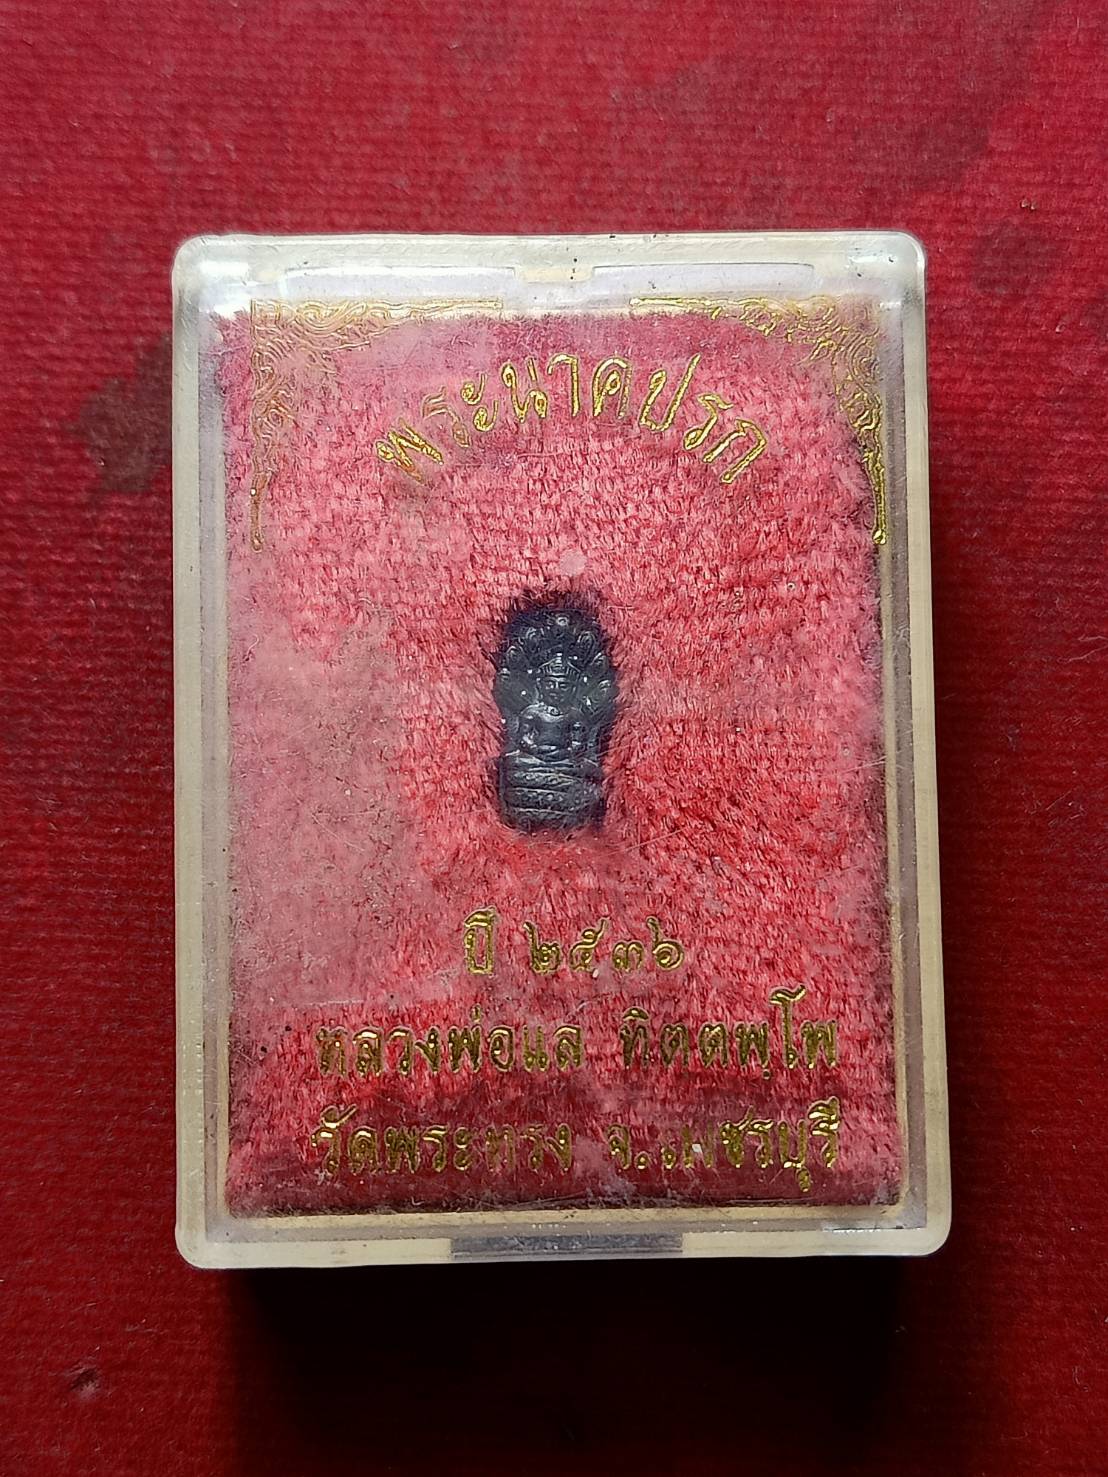 พระนาคปรก
ปี ๒๕๓๖
หลวงพ่อแล ทิตตพฺโพ
วัดพระทรง จ.เพชรบุรี